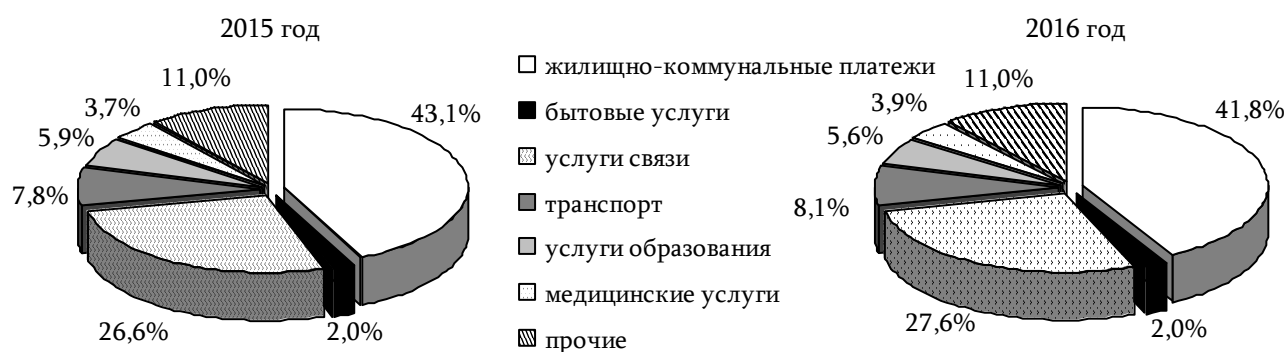 2015 год
11,0%
3,7%
5,9%
7,8%
43,1%
26,6%
2,0%
жилищно-коммунальные платежи
бытовые услуги
услуги связи
транспорт
услуги образования
медицинские услуги
прочие
2016 год
11,0%
3,9%
5,6%
8,1%
41,8%
27,6%
2,0%